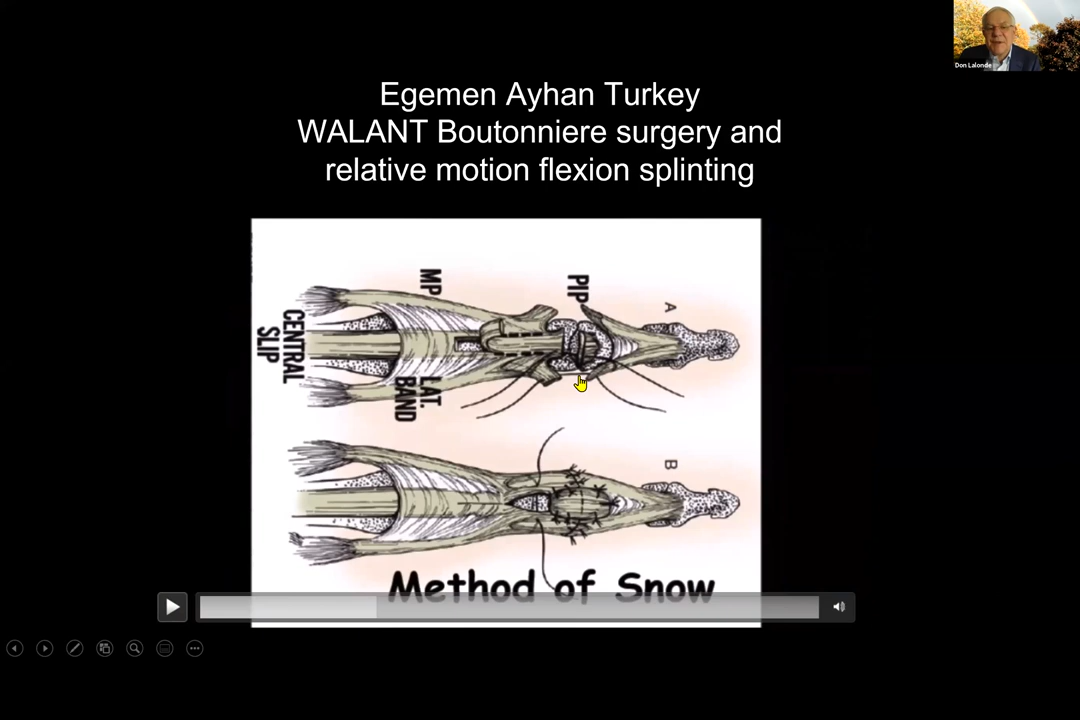 Don Lalonde
Egemen Ayhan Turkey
WALANT Boutonniere surgery and
relative motion flexion splinting
MP
PIP
A
CENTRAL
SLIP
LAT.
BAND
B
Method of Snow